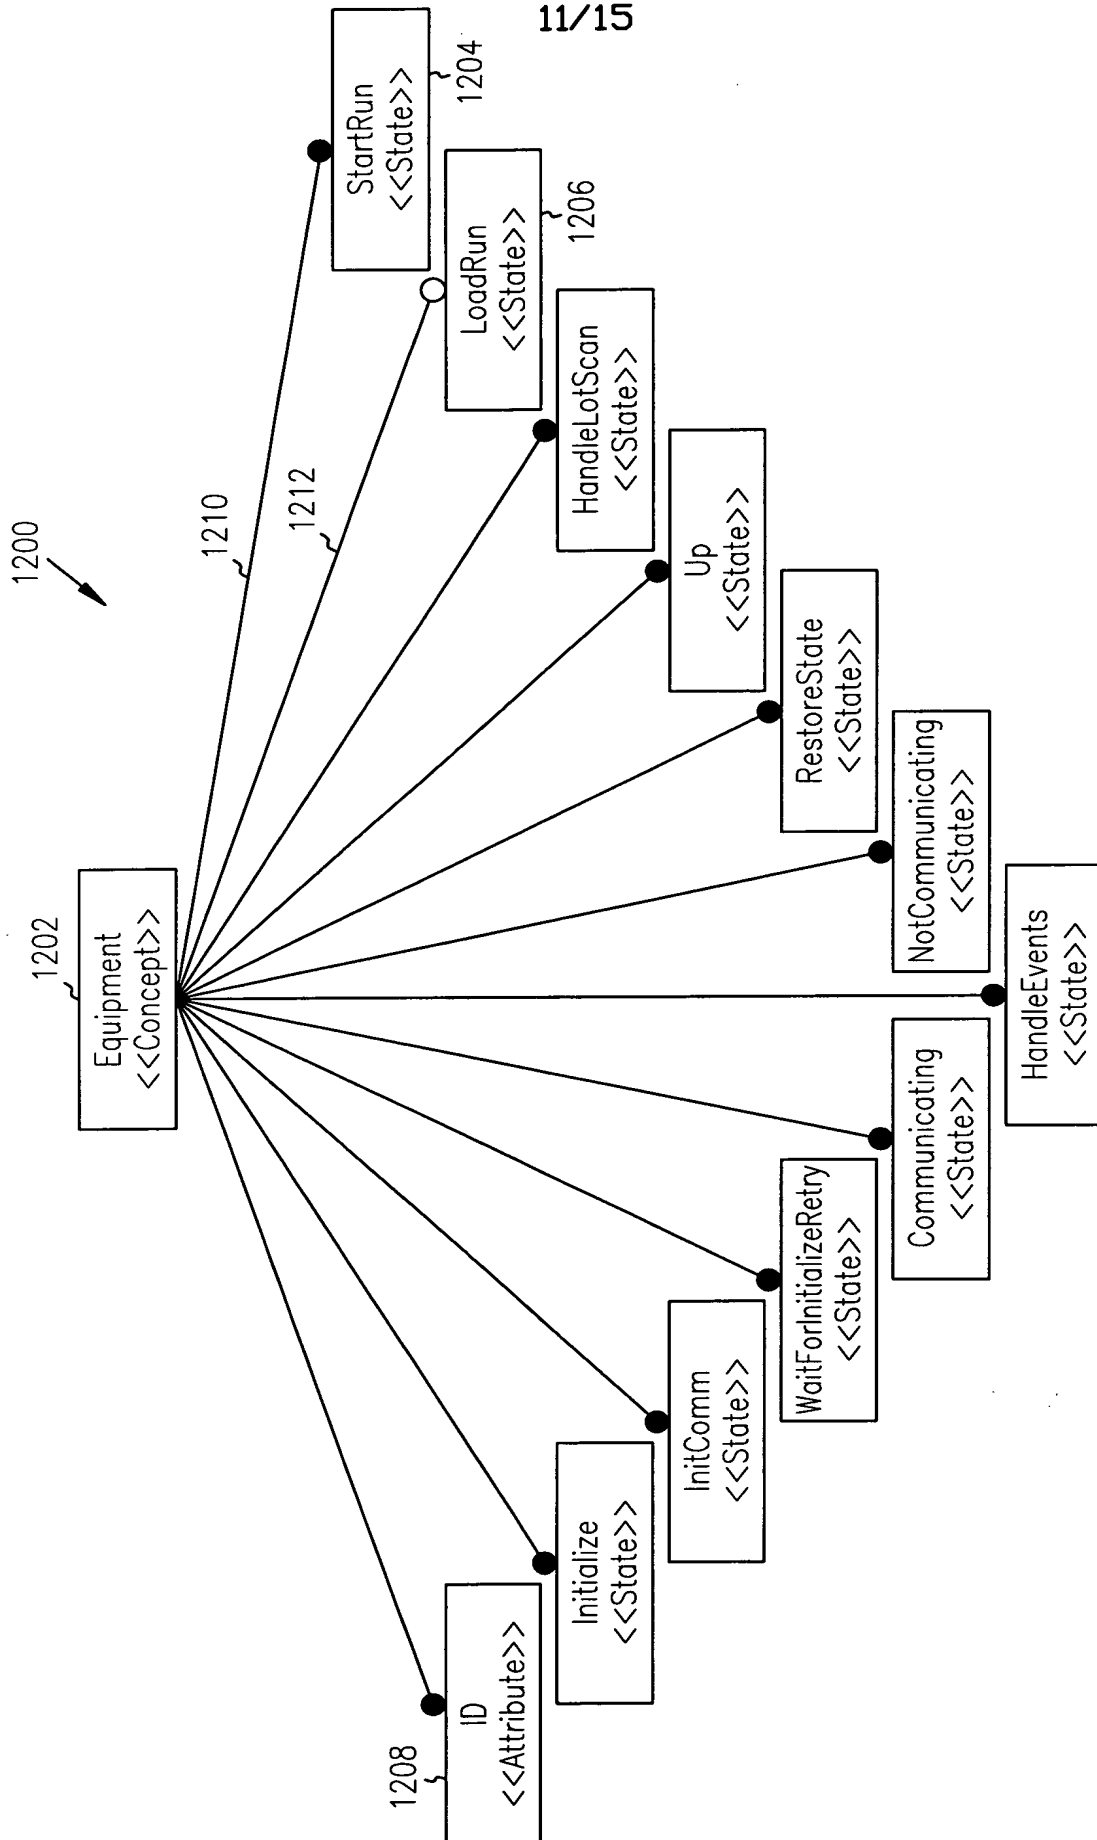 11/15
1200
1202
Equipment
<<Concept>>
1210
1212
1208
ID
<<Attribute>>
Initialize
<<State>>
InitComm
<<State>>
WaitForInitializeRetry
<<State>>
Communicating
<<State>>
HandleEvents
<<State>>
NotCommunicating
<<State>>
RestoreState
<<State>>
Up
<<State>>
HandleLotScan
<<State>>
LoadRun
<<State>>
1206
StartRun
<<State>>
1204